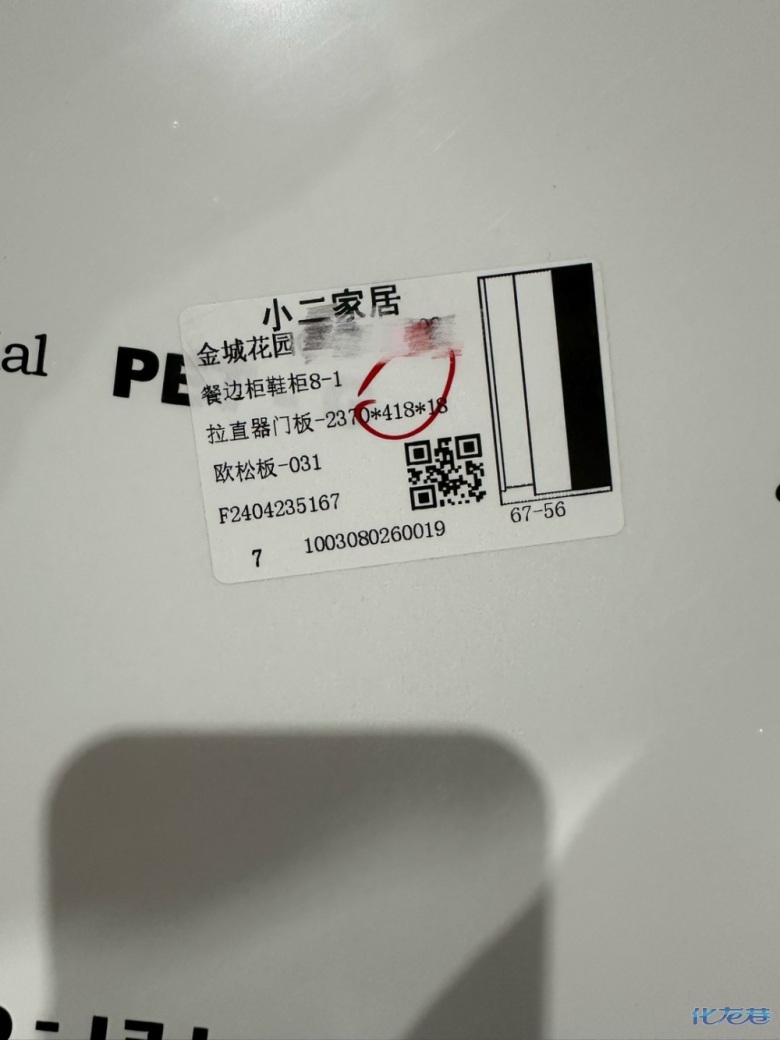 小二家居
金城花园
餐边柜鞋柜8-1
拉直器门板-2370*418*18
欧松板-031
F2404235167
7 1003080260019
67-56
al PE
化龙巷